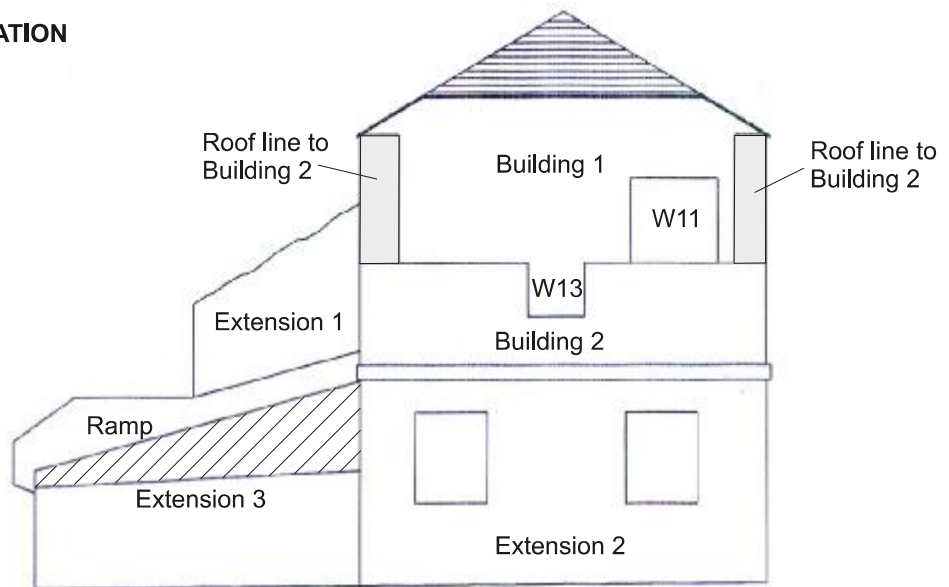 ATION
Roof line to
Building 2
Building 1
Roof line to
Building 2
W11
W13
Extension 1
Building 2
Ramp
Extension 3
Extension 2